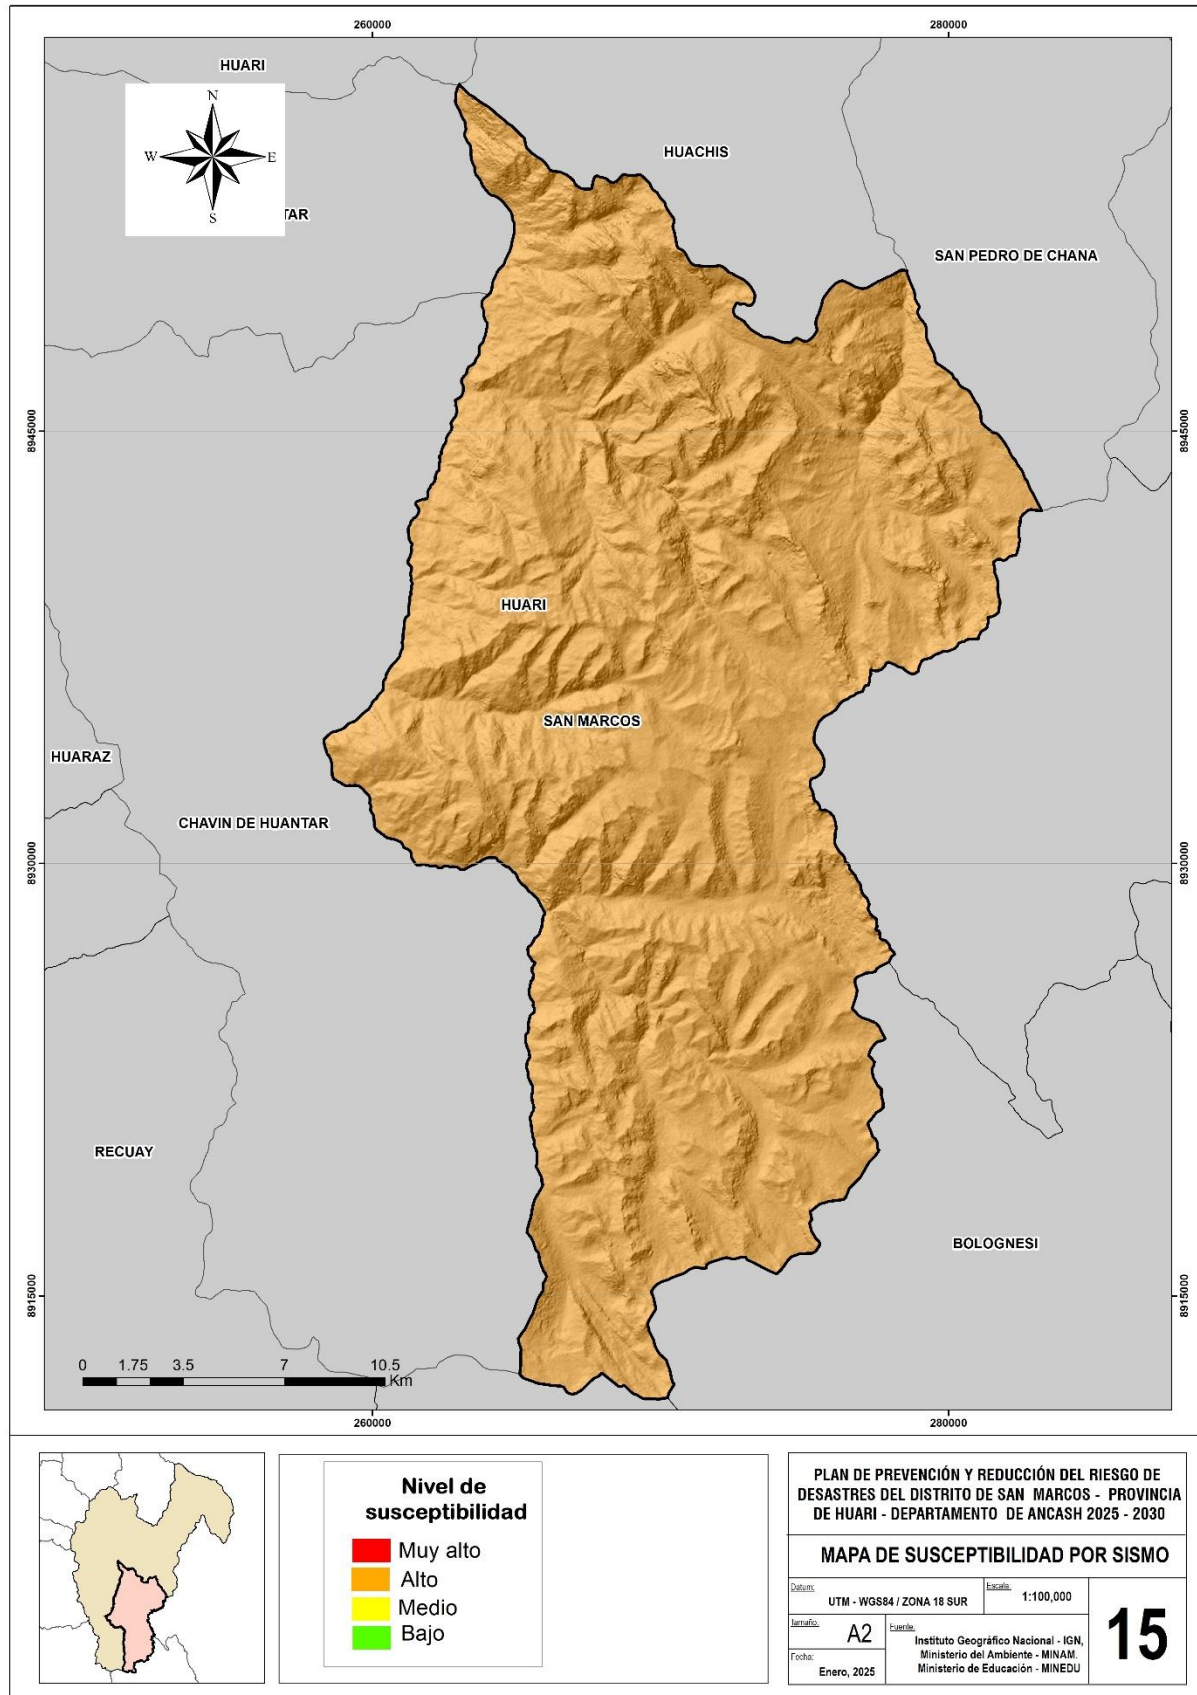 260000
280000
HUARI
N
W
E
S
TAR
HUACHIS
SAN PEDRO DE CHANA
8945000
8945000
HUARI
SAN MARCOS
HUARAZ
CHAVIN DE HUANTAR
8930000
8930000
RECUAY
BOLOGNESI
8915000
8915000
0 1.75 3.5 7 10.5
Km
260000
280000
Nivel de
susceptibilidad
Muy alto
Alto
Medio
Bajo
PLAN DE PREVENCIÓN Y REDUCCIÓN DEL RIESGO DE
DESASTRES DEL DISTRITO DE SAN MARCOS - PROVINCIA
DE HUARI - DEPARTAMENTO DE ANCASH 2025 - 2030
MAPA DE SUSCEPTIBILIDAD POR SISMO
Datum:
UTM - WGS84 / ZONA 18 SUR
Escala:
1:100,000
Tamaño:
A2
Fecha:
Enero, 2025
Fuente:
Instituto Geográfico Nacional - IGN,
Ministerio del Ambiente - MINAM.
Ministerio de Educación - MINEDU
15